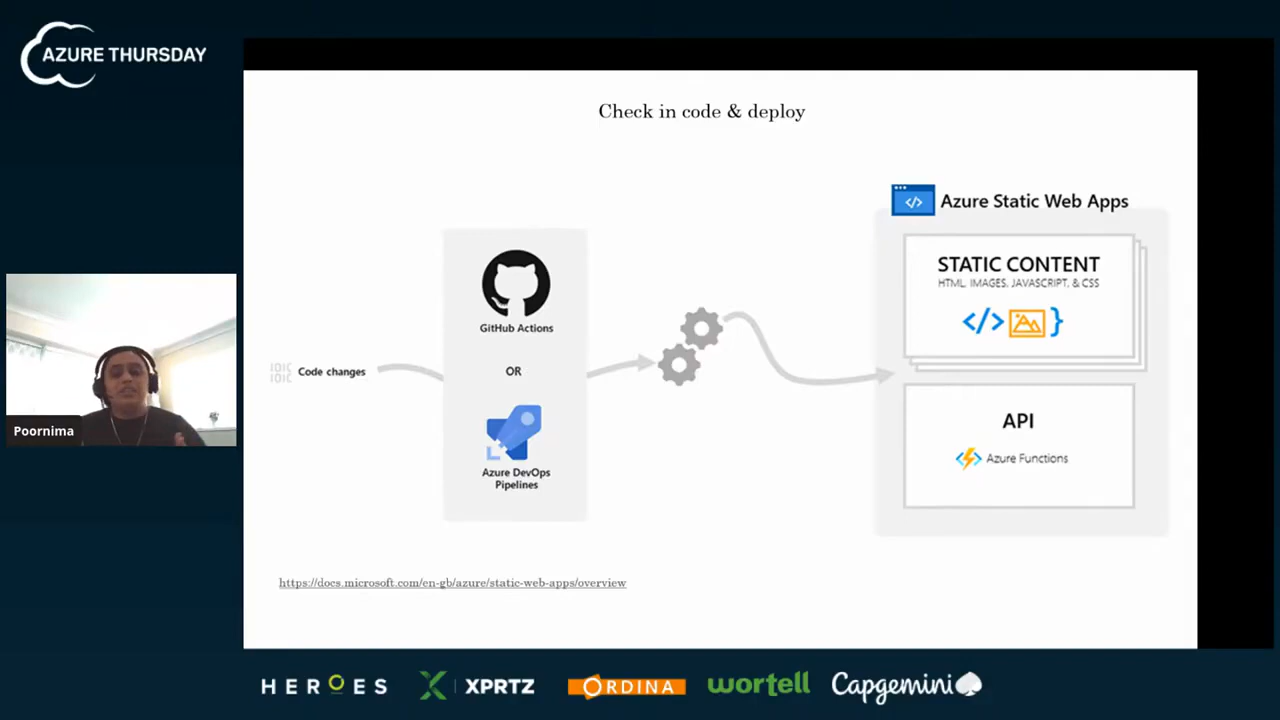 AZURE THURSDAY
Check in code & deploy
Azure Static Web Apps
STATIC CONTENT
HTML, IMAGES, JAVASCRIPT, & CSS
</> }
GitHub Actions
OR
Code changes
Azure DevOps
Pipelines
API
Azure Functions
Poornima
https://docs.microsoft.com/en-gb/azure/static-web-apps/overview
HEROES
XPRTZ
ORDINA
wortell
Capgemini